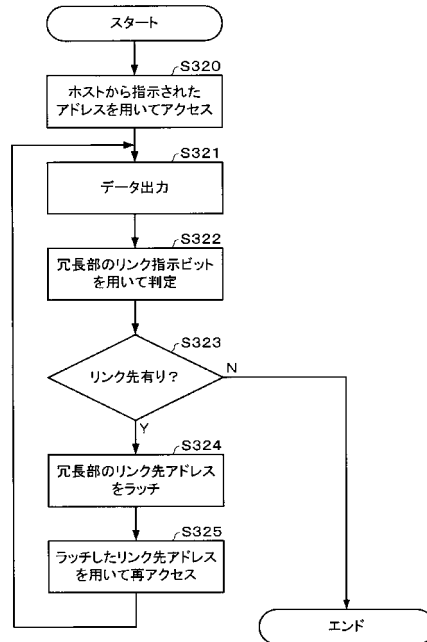 スタート
S320
ホストから指示された
アドレスを用いてアクセス
S321
データ出力
S322
冗長部のリンク指示ビット
を用いて判定
S323
リンク先有り?
N
Y
S324
冗長部のリンク先アドレス
をラッチ
S325
ラッチしたリンク先アドレス
を用いて再アクセス
エンド